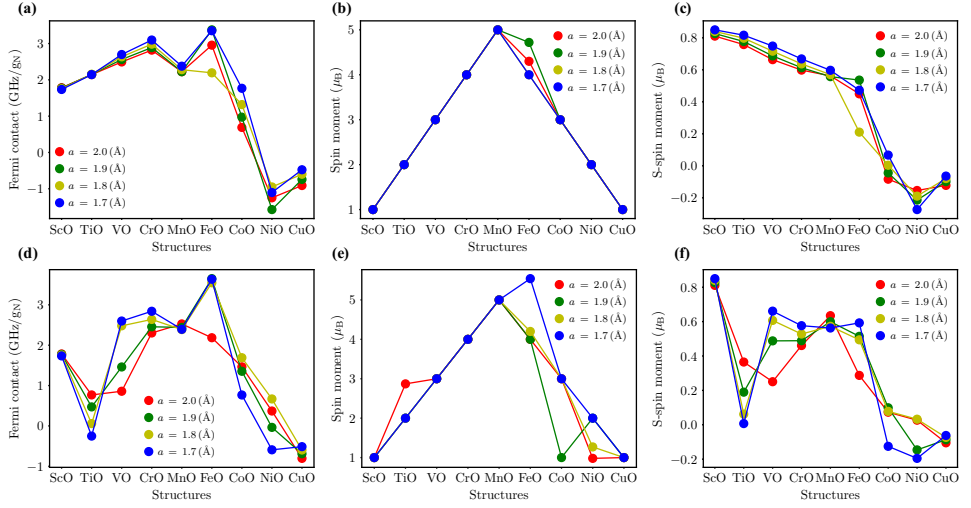 (a)
Fermi contact (GHz/gN)
3
2
1
0
−1
a = 2.0 (Å)
a = 1.9 (Å)
a = 1.8 (Å)
a = 1.7 (Å)
ScO TiO VO CrO MnO FeO CoO NiO CuO
Structures
(b)
Spin moment (μB)
5
4
3
2
1
a = 2.0 (Å)
a = 1.9 (Å)
a = 1.8 (Å)
a = 1.7 (Å)
ScO TiO VO CrO MnO FeO CoO NiO CuO
Structures
(c)
S-spin moment (μB)
0.8
0.6
0.4
0.2
0.0
−0.2
a = 2.0 (Å)
a = 1.9 (Å)
a = 1.8 (Å)
a = 1.7 (Å)
ScO TiO VO CrO MnO FeO CoO NiO CuO
Structures
(d)
Fermi contact (GHz/gN)
3
2
1
0
−1
a = 2.0 (Å)
a = 1.9 (Å)
a = 1.8 (Å)
a = 1.7 (Å)
ScO TiO VO CrO MnO FeO CoO NiO CuO
Structures
(e)
Spin moment (μB)
5
4
3
2
1
a = 2.0 (Å)
a = 1.9 (Å)
a = 1.8 (Å)
a = 1.7 (Å)
ScO TiO VO CrO MnO FeO CoO NiO CuO
Structures
(f)
S-spin moment (μB)
0.8
0.6
0.4
0.2
0.0
−0.2
a = 2.0 (Å)
a = 1.9 (Å)
a = 1.8 (Å)
a = 1.7 (Å)
ScO TiO VO CrO MnO FeO CoO NiO CuO
Structures